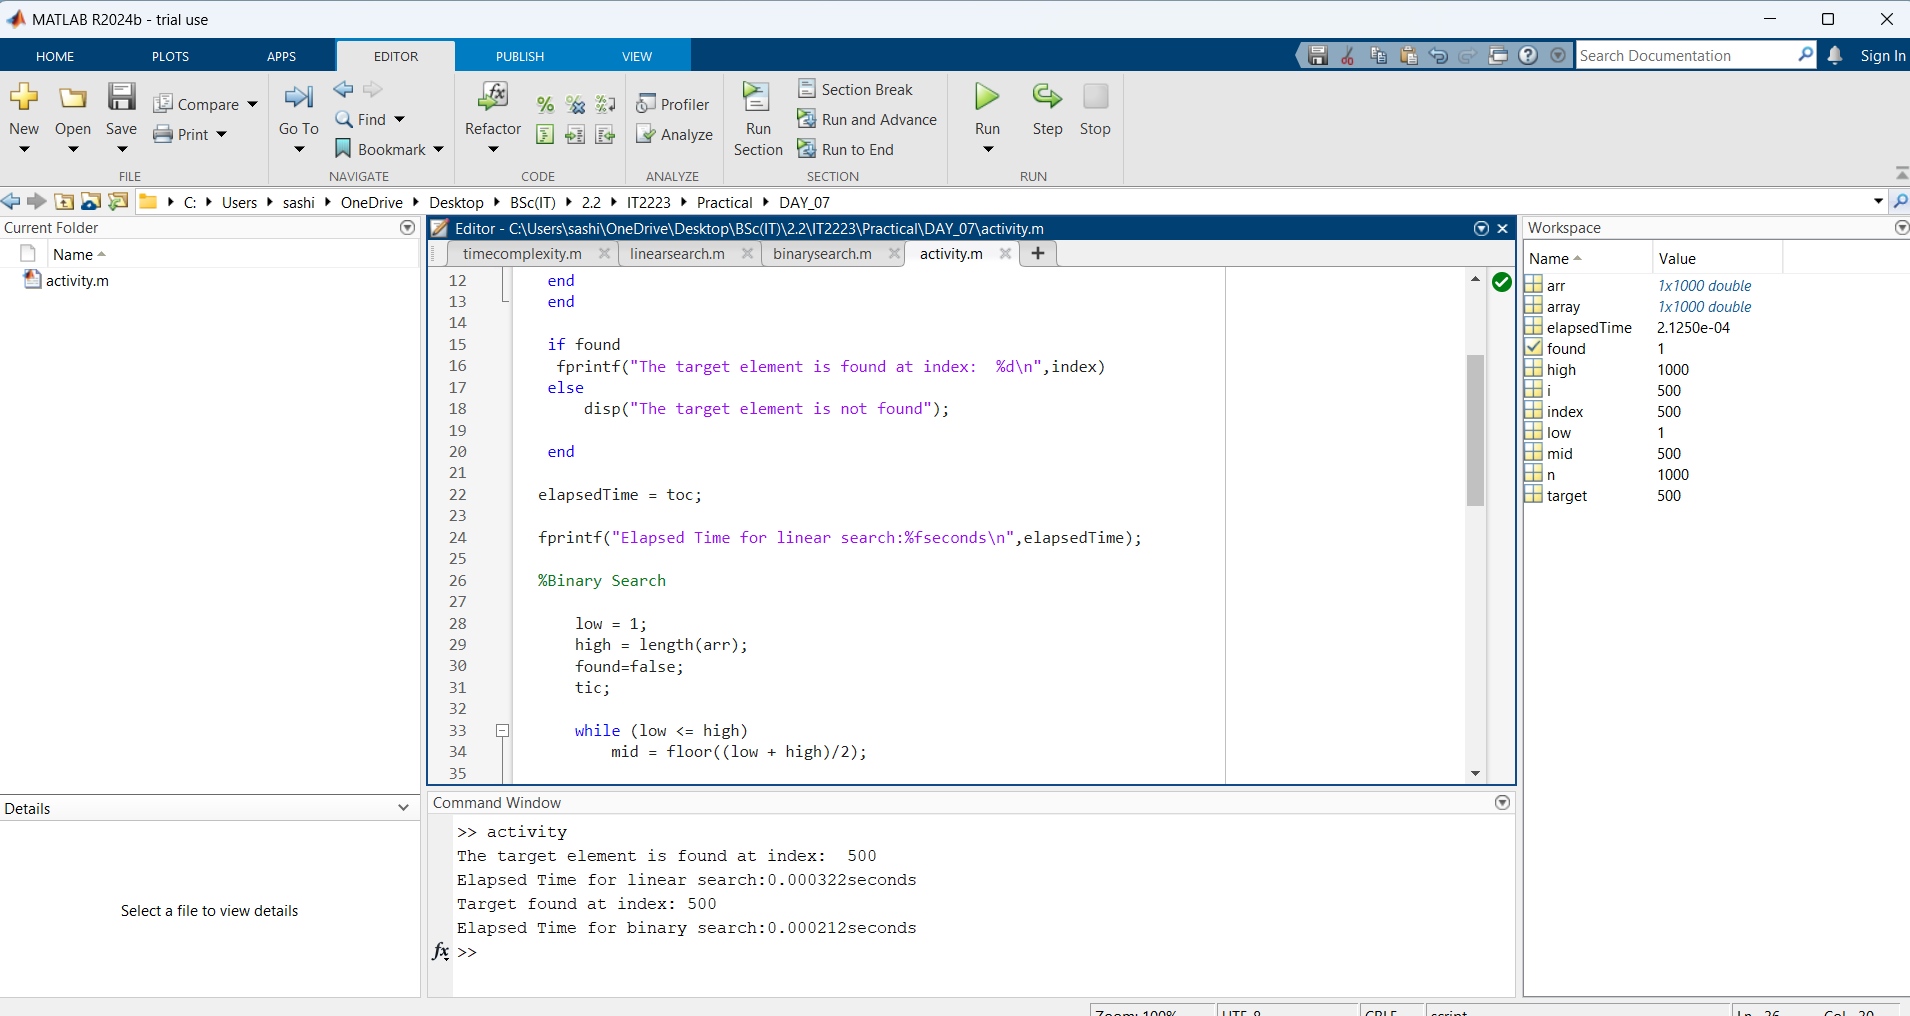 MATLAB R2024b - trial use
HOME PLOTS APPS EDITOR PUBLISH VIEW
Search Documentation
Sign In
New
Open
Save
Compare
Print
FILE
Go To
Find
Bookmark
NAVIGATE
Refactor
CODE
Profiler
Analyze
ANALYZE
Run Section
Section Break
Run and Advance
Run to End
SECTION
Run
Step
Stop
RUN
C: Users sashi OneDrive Desktop BSc(IT) 2.2 IT2223 Practical DAY_07
Current Folder
Name
activity.m
Details
Select a file to view details
Editor - C:\Users\sashi\OneDrive\Desktop\BSc(IT)\2.2\IT2223\Practical\DAY_07\activity.m
timecomplexity.m linearsearch.m binarysearch.m activity.m
12 end
13 end
14
15 if found
16 fprintf("The target element is found at index:  %d\n",index)
17 else
18 disp("The target element is not found");
19
20 end
21
22 elapsedTime = toc;
23
24 fprintf("Elapsed Time for linear search:%fseconds\n",elapsedTime);
25
26 %Binary Search
27
28 low = 1;
29 high = length(arr);
30 found=false;
31 tic;
32
33 while (low <= high)
34 mid = floor((low + high)/2);
35
Command Window
>> activity
The target element is found at index:  500
Elapsed Time for linear search:0.000322seconds
Target found at index: 500
Elapsed Time for binary search:0.000212seconds
fx >>
Workspace
Name Value
arr 1x1000 double
array 1x1000 double
elapsedTime 2.1250e-04
found 1
high 1000
i 500
index 500
low 1
mid 500
n 1000
target 500
Zoom: 100% UTF-8 CRLF script Ln 26 Col 20